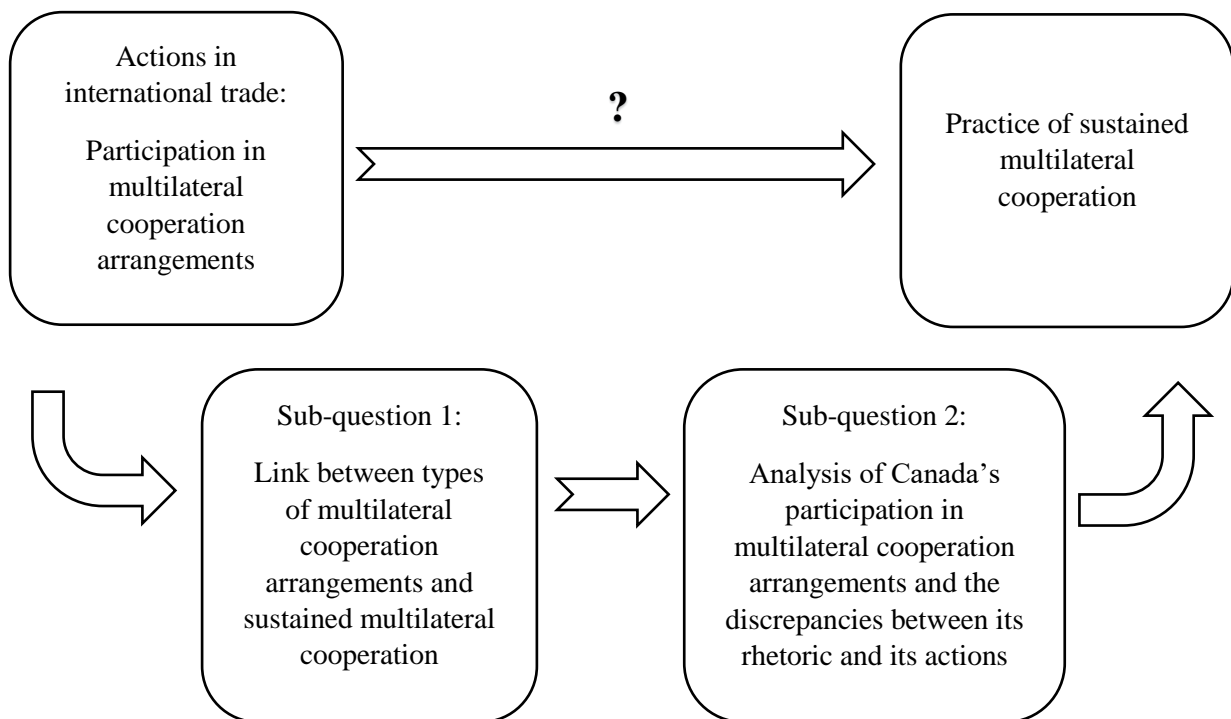 Actions in
international trade:
Participation in
multilateral
cooperation
arrangements
?
Practice of sustained
multilateral
cooperation
Sub-question 1:
Link between types
of multilateral
cooperation
arrangements and
sustained multilateral
cooperation
Sub-question 2:
Analysis of Canada’s
participation in
multilateral cooperation
arrangements and the
discrepancies between its
rhetoric and its actions